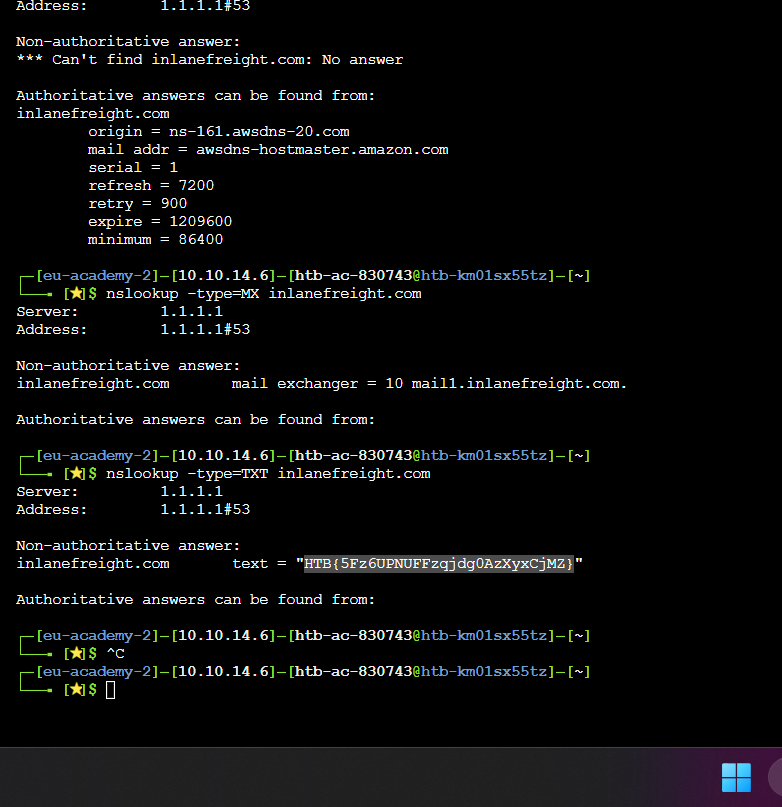 Address:        1.1.1.1#53
Non-authoritative answer:
*** Can't find inlanefreight.com: No answer
Authoritative answers can be found from:
inlanefreight.com
        origin = ns-161.awsdns-20.com
        mail addr = awsdns-hostmaster.amazon.com
        serial = 1
        refresh = 7200
        retry = 900
        expire = 1209600
        minimum = 86400
┌─[eu-academy-2]─[10.10.14.6]─[htb-ac-830743@htb-km01sx55tz]─[~]
└──╼ [★]$ nslookup -type=MX inlanefreight.com
Server:         1.1.1.1
Address:        1.1.1.1#53
Non-authoritative answer:
inlanefreight.com       mail exchanger = 10 mail1.inlanefreight.com.
Authoritative answers can be found from:
┌─[eu-academy-2]─[10.10.14.6]─[htb-ac-830743@htb-km01sx55tz]─[~]
└──╼ [★]$ nslookup -type=TXT inlanefreight.com
Server:         1.1.1.1
Address:        1.1.1.1#53
Non-authoritative answer:
inlanefreight.com       text = "HTB{5Fz6UPNUFFzqjdg0AzXyxCjMZ}"
Authoritative answers can be found from:
┌─[eu-academy-2]─[10.10.14.6]─[htb-ac-830743@htb-km01sx55tz]─[~]
└──╼ [★]$ ^C
┌─[eu-academy-2]─[10.10.14.6]─[htb-ac-830743@htb-km01sx55tz]─[~]
└──╼ [★]$